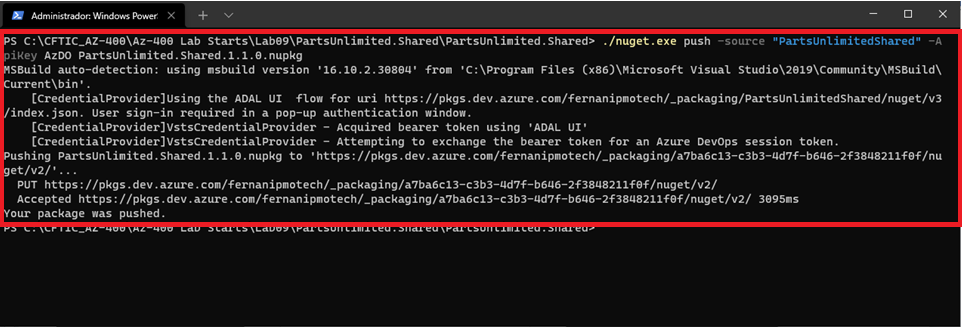 Administrador: Windows Power
PS C:\CFTIC_AZ-400\Az-400 Lab Starts\Lab09\PartsUnlimited.Shared\PartsUnlimited.Shared> ./nuget.exe push -source "PartsUnlimitedShared" -A
piKey AzDO PartsUnlimited.Shared.1.1.0.nupkg
MSBuild auto-detection: using msbuild version '16.10.2.30804' from 'C:\Program Files (x86)\Microsoft Visual Studio\2019\Community\MSBuild\
Current\bin'.
[CredentialProvider]Using the ADAL UI  flow for uri https://pkgs.dev.azure.com/fernanipmotech/_packaging/PartsUnlimitedShared/nuget/v3
/index.json. User sign-in required in a pop-up authentication window.
[CredentialProvider]VstsCredentialProvider - Acquired bearer token using 'ADAL UI'
[CredentialProvider]VstsCredentialProvider - Attempting to exchange the bearer token for an Azure DevOps session token.
Pushing PartsUnlimited.Shared.1.1.0.nupkg to 'https://pkgs.dev.azure.com/fernanipmotech/_packaging/a7ba6c13-c3b3-4d7f-b646-2f3848211f0f/nu
get/v2/'...
PUT https://pkgs.dev.azure.com/fernanipmotech/_packaging/a7ba6c13-c3b3-4d7f-b646-2f3848211f0f/nuget/v2/
Accepted https://pkgs.dev.azure.com/fernanipmotech/_packaging/a7ba6c13-c3b3-4d7f-b646-2f3848211f0f/nuget/v2/ 3095ms
Your package was pushed.
PS C:\CFTIC_AZ-400\Az-400 Lab Starts\Lab09\PartsUnlimited.Shared\PartsUnlimited.Shared>